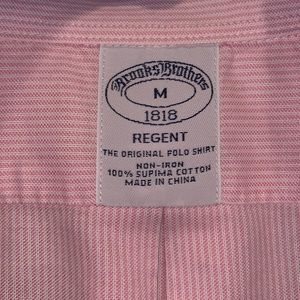 Brooks Brothers
M
1818
REGENT
THE ORIGINAL POLO SHIRT
NON-IRON
100% SUPIMA COTTON
MADE IN CHINA